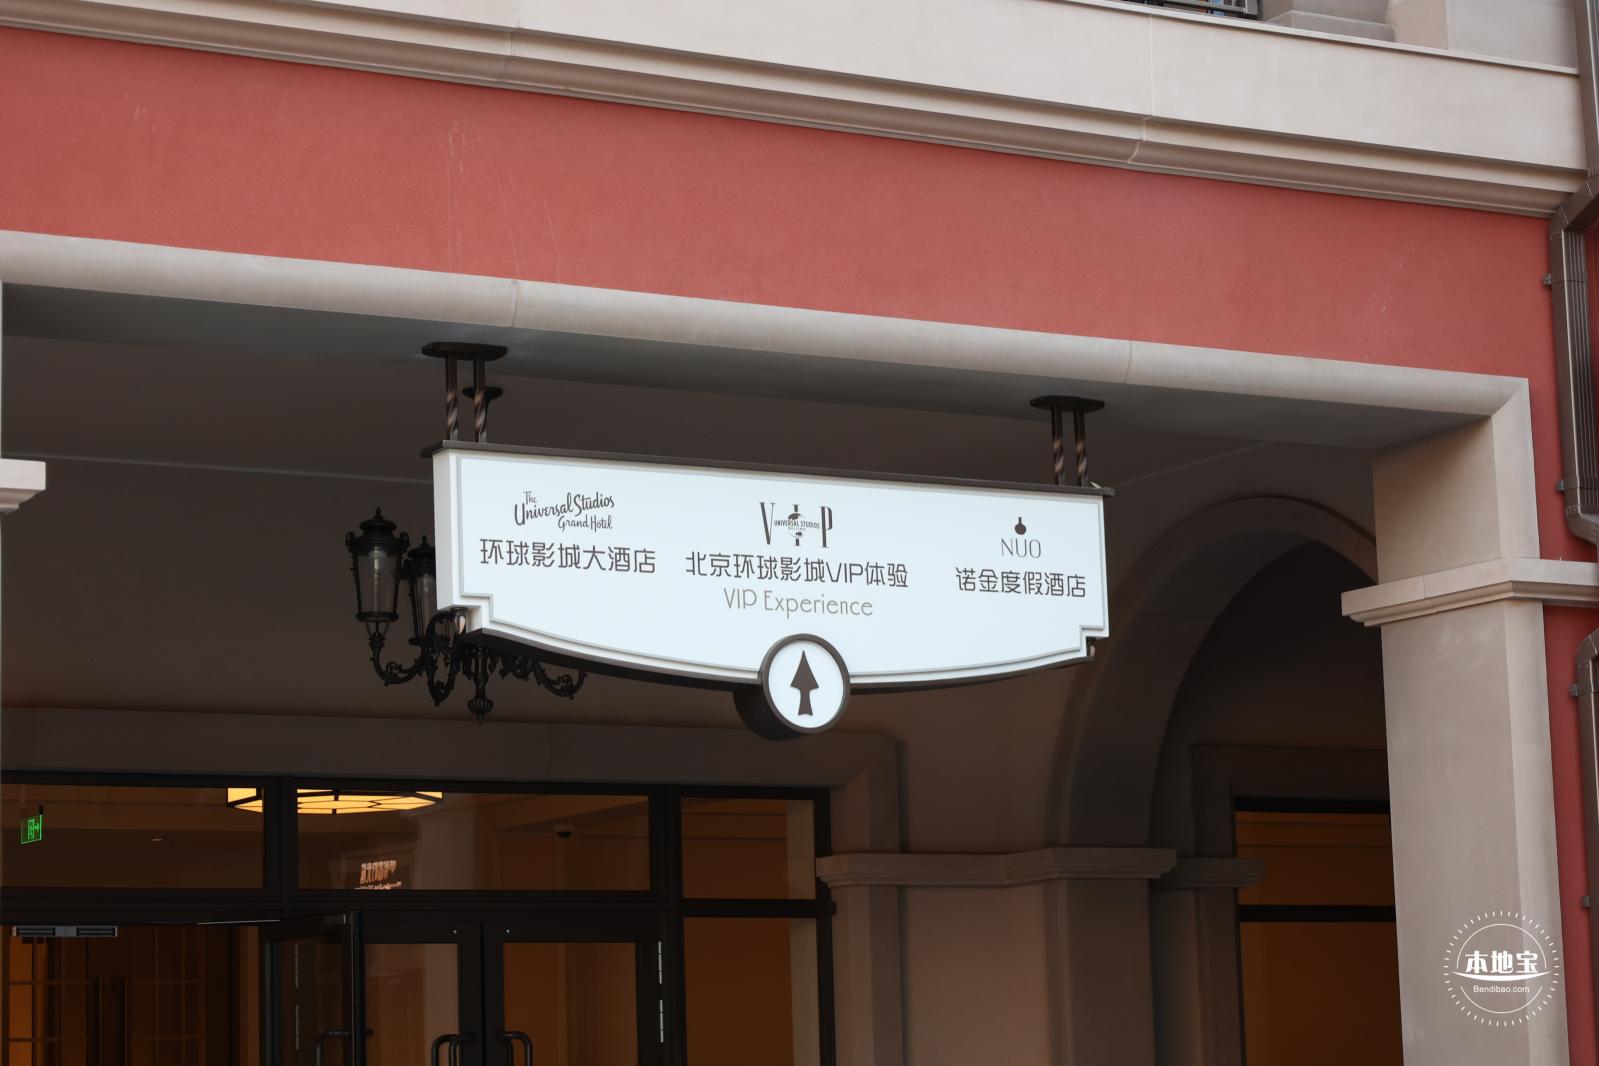 The
Universal Studios
Grand Hotel
环球影城大酒店
VIP
UNIVERSAL STUDIOS
BEIJING
北京环球影城VIP体验
VIP Experience
NUO
诺金度假酒店
本地宝
Bendibao.com